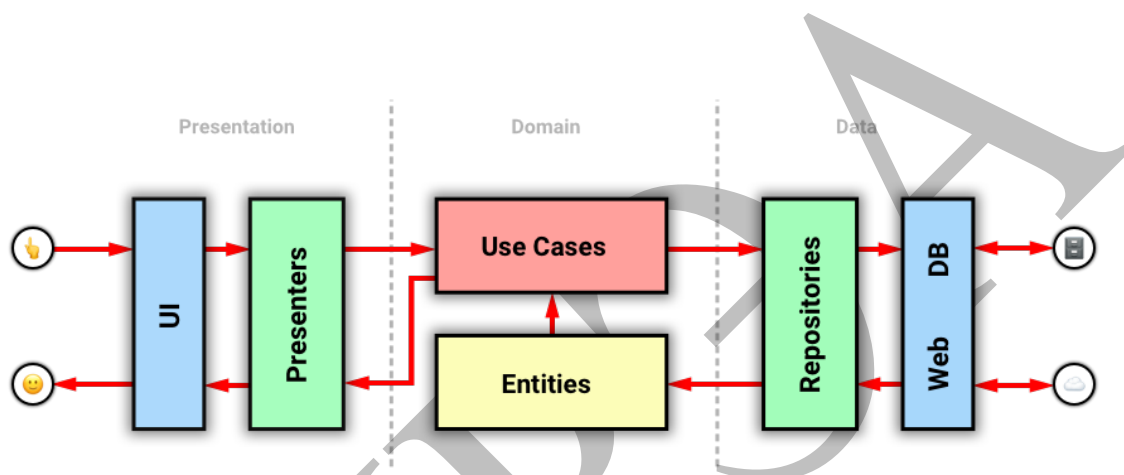 Presentation
Domain
Data
UI
Presenters
Use Cases
Entities
Repositories
Web DB